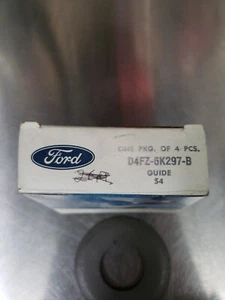 ONE PKG. OF 4 PCS.
Ford
D4FZ-6K297-B
GUIDE
54